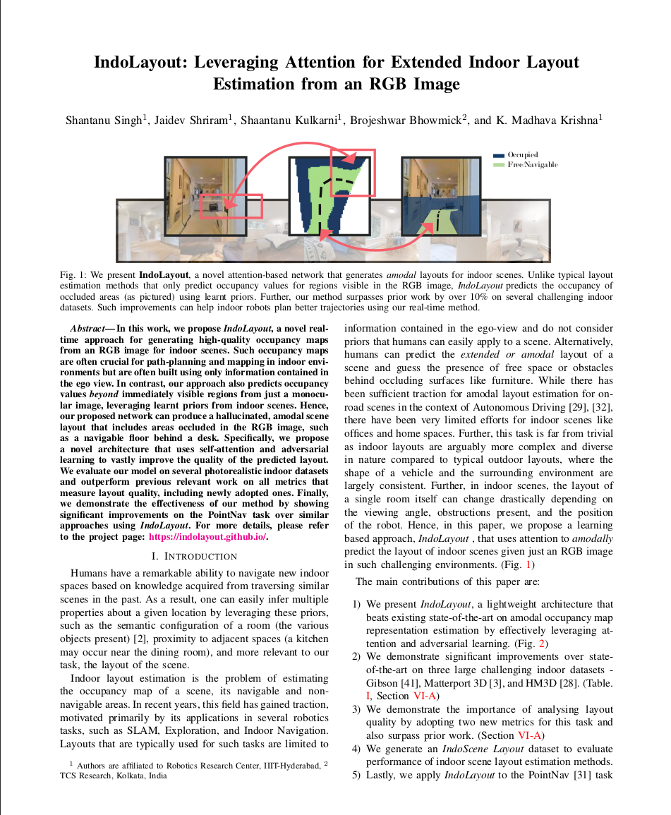 IndoLayout: Leveraging Attention for Extended Indoor Layout
Estimation from an RGB Image
Shantanu Singh1, Jaidev Shriram1, Shaantanu Kulkarni1, Brojeshwar Bhowmick2, and K. Madhava Krishna1
Occupied
Free/Navigable
Fig. 1: We present IndoLayout, a novel attention-based network that generates amodal layouts for indoor scenes. Unlike typical layout
estimation methods that only predict occupancy values for regions visible in the RGB image, IndoLayout predicts the occupancy of
occluded areas (as pictured) using learnt priors. Further, our method surpasses prior work by over 10% on several challenging indoor
datasets. Such improvements can help indoor robots plan better trajectories using our real-time method.
Abstract—In this work, we propose IndoLayout, a novel real-
time approach for generating high-quality occupancy maps
from an RGB image for indoor scenes. Such occupancy maps
are often crucial for path-planning and mapping in indoor envi-
ronments but are often built using only information contained in
the ego view. In contrast, our approach also predicts occupancy
values beyond immediately visible regions from just a monocu-
lar image, leveraging learnt priors from indoor scenes. Hence,
our proposed network can produce a hallucinated, amodal scene
layout that includes areas occluded in the RGB image, such
as a navigable floor behind a desk. Specifically, we propose
a novel architecture that uses self-attention and adversarial
learning to vastly improve the quality of the predicted layout.
We evaluate our model on several photorealistic indoor datasets
and outperform previous relevant work on all metrics that
measure layout quality, including newly adopted ones. Finally,
we demonstrate the effectiveness of our method by showing
significant improvements on the PointNav task over similar
approaches using IndoLayout. For more details, please refer
to the project page: https://indolayout.github.io/.
I. INTRODUCTION
Humans have a remarkable ability to navigate new indoor
spaces based on knowledge acquired from traversing similar
scenes in the past. As a result, one can easily infer multiple
properties about a given location by leveraging these priors,
such as the semantic configuration of a room (the various
objects present) [2], proximity to adjacent spaces (a kitchen
may occur near the dining room), and more relevant to our
task, the layout of the scene.
Indoor layout estimation is the problem of estimating
the occupancy map of a scene, its navigable and non-
navigable areas. In recent years, this field has gained traction,
motivated primarily by its applications in several robotics
tasks, such as SLAM, Exploration, and Indoor Navigation.
Layouts that are typically used for such tasks are limited to
1 Authors are affiliated to Robotics Research Center, IIIT-Hyderabad, 2
TCS Research, Kolkata, India
information contained in the ego-view and do not consider
priors that humans can easily apply to a scene. Alternatively,
humans can predict the extended or amodal layout of a
scene and guess the presence of free space or obstacles
behind occluding surfaces like furniture. While there has
been sufficient traction for amodal layout estimation for on-
road scenes in the context of Autonomous Driving [29], [32],
there have been very limited efforts for indoor scenes like
offices and home spaces. Further, this task is far from trivial
as indoor layouts are arguably more complex and diverse
in nature compared to typical outdoor layouts, where the
shape of a vehicle and the surrounding environment are
largely consistent. Further, in indoor scenes, the layout of
a single room itself can change drastically depending on
the viewing angle, obstructions present, and the position
of the robot. Hence, in this paper, we propose a learning
based approach, IndoLayout , that uses attention to amodally
predict the layout of indoor scenes given just an RGB image
in such challenging environments. (Fig. 1)
The main contributions of this paper are:
1) We present IndoLayout, a lightweight architecture that
beats existing state-of-the-art on amodal occupancy map
representation estimation by effectively leveraging at-
tention and adversarial learning. (Fig. 2)
2) We demonstrate significant improvements over state-
of-the-art on three large challenging indoor datasets -
Gibson [41], Matterport 3D [3], and HM3D [28]. (Table.
I, Section VI-A)
3) We demonstrate the importance of analysing layout
quality by adopting two new metrics for this task and
also surpass prior work. (Section VI-A)
4) We generate an IndoScene Layout dataset to evaluate
performance of indoor scene layout estimation methods.
5) Lastly, we apply IndoLayout to the PointNav [31] task